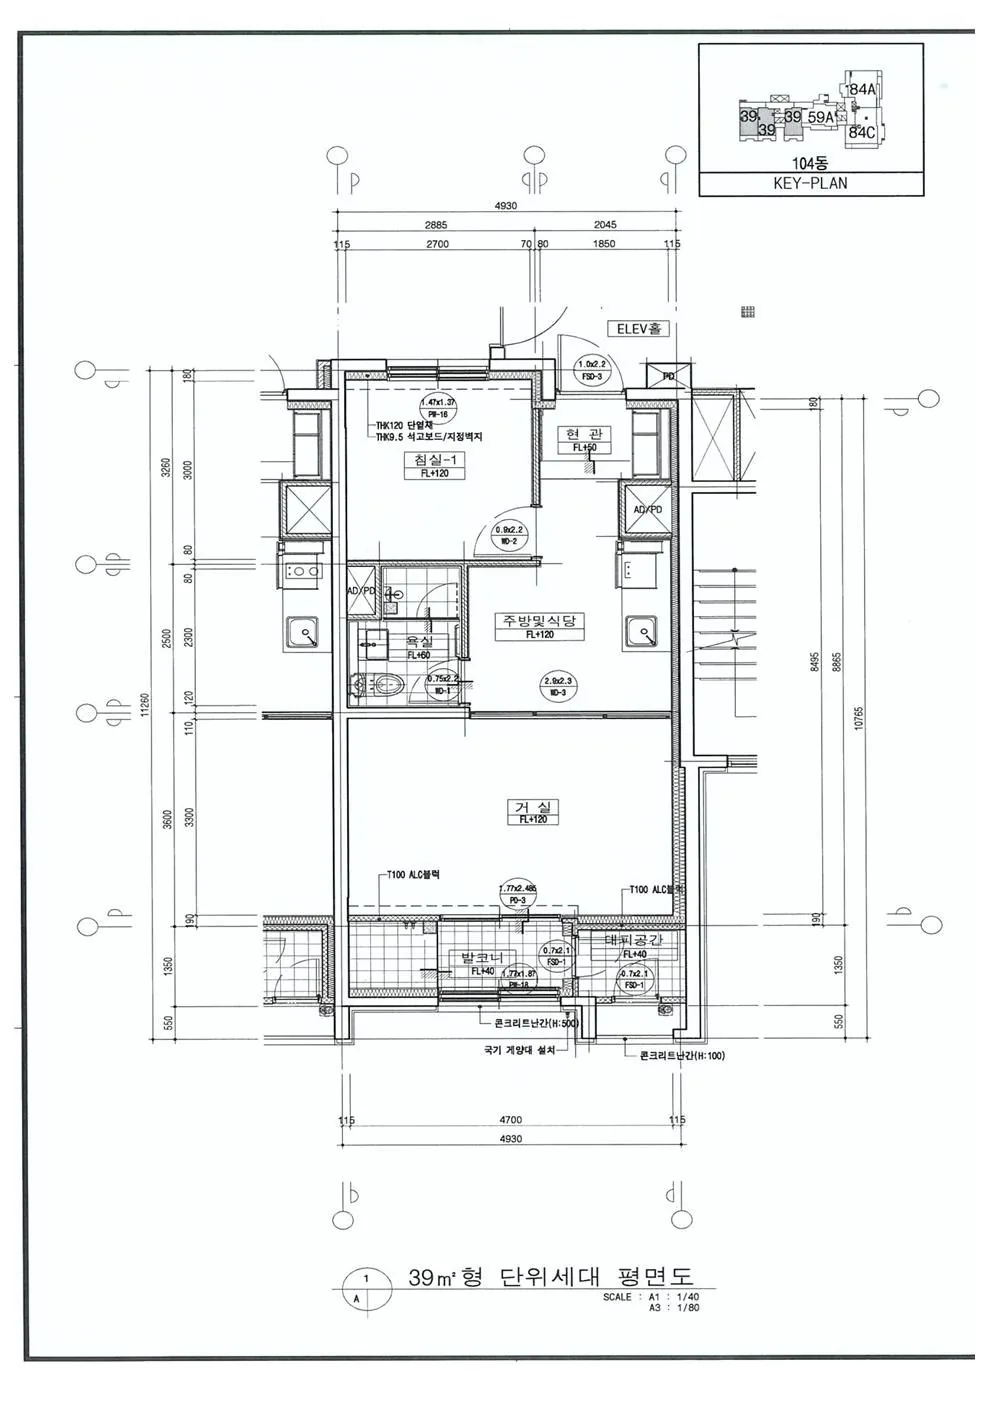 84A
39
39
39
59A
84C
104동
KEY-PLAN
4930
2885
2045
115
2700
70
80
1850
115
ELEV홀
1.0x2.2
FSD-3
PD
180
180
1.47x1.37
PW-16
THK120 단열재
THK9.5 석고보드/지정벽지
현 관
FL+50
침실-1
FL+120
3260
3000
AD/PD
0.9x2.2
WD-2
80
80
AD/PD
주방및식당
FL+120
욕실
FL+60
2500
2300
0.75x2.2
WD-1
2.9x2.3
WD-3
8495
8865
11260
120
110
10765
거 실
FL+120
3600
3300
T100 ALC블럭
1.77x2.485
PD-3
T100 ALC블럭
190
190
대피공간
FL+40
발코니
FL+40
0.7x2.1
FSD-1
1.77x1.87
PW-18
0.7x2.1
FSD-1
1350
1350
550
550
콘크리트난간(H:500)
국기 게양대 설치
콘크리트난간(H:100)
115
4700
115
4930
1
A
39㎡형 단위세대 평면도
SCALE : A1 : 1/40
A3 : 1/80